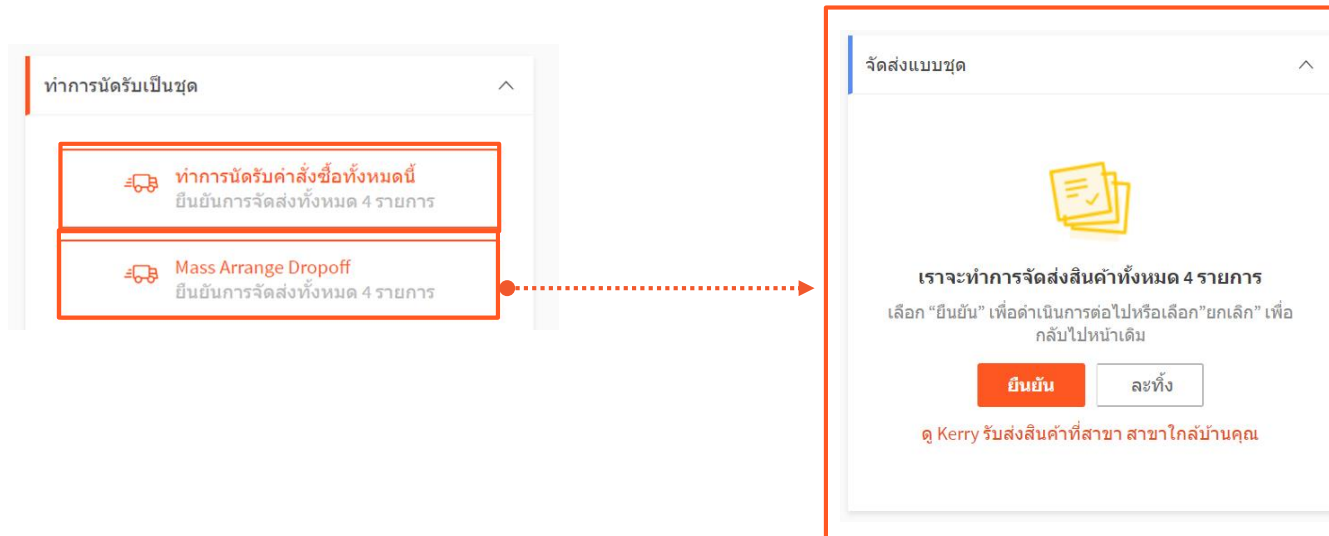 ทำการนัดรับเป็นชุด
ทำการนัดรับคำสั่งซื้อทั้งหมดนี้
ยืนยันการจัดส่งทั้งหมด 4 รายการ
Mass Arrange Dropoff
ยืนยันการจัดส่งทั้งหมด 4 รายการ
จัดส่งแบบชุด
เราจะทำการจัดส่งสินค้าทั้งหมด 4 รายการ
เลือก “ยืนยัน” เพื่อดำเนินการต่อไปหรือเลือก”ยกเลิก” เพื่อ
กลับไปหน้าเดิม
ยืนยัน
ละทิ้ง
ดู Kerry รับส่งสินค้าที่สาขา สาขาใกล้บ้านคุณ